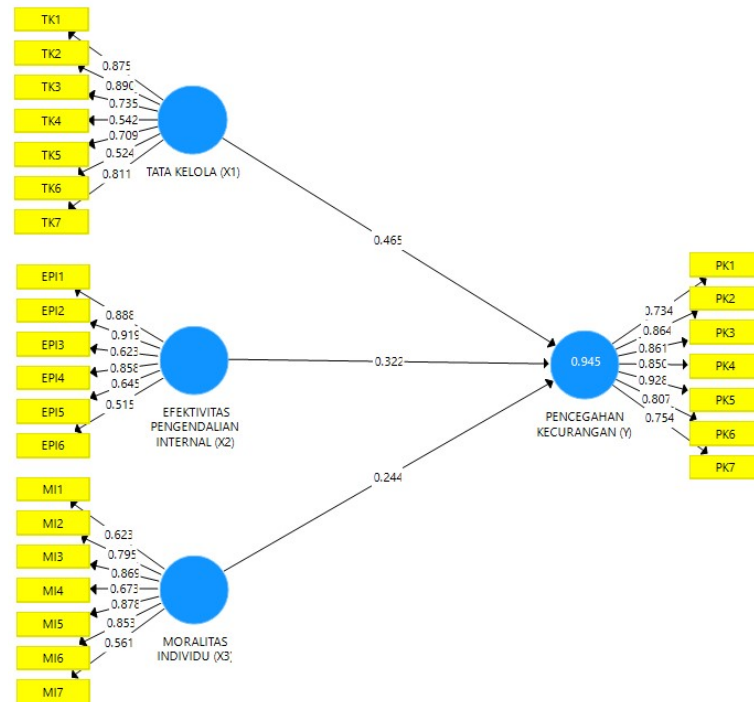 TK1
TK2
TK3
TK4
TK5
TK6
TK7
0.875
0.890
0.735
0.542
0.709
0.524
0.811
TATA KELOLA (X1)
0.465
EPI1
EPI2
EPI3
EPI4
EPI5
EPI6
0.888
0.919
0.623
0.858
0.645
0.515
EFEKTIVITAS
PENGENDALIAN
INTERNAL (X2)
0.322
MI1
MI2
MI3
MI4
MI5
MI6
MI7
0.623
0.795
0.869
0.673
0.878
0.853
0.561
MORALITAS
INDIVIDU (X3)
0.244
0.945
PENCEGAHAN
KECURANGAN (Y)
0.734
0.864
0.861
0.850
0.928
0.807
0.754
PK1
PK2
PK3
PK4
PK5
PK6
PK7